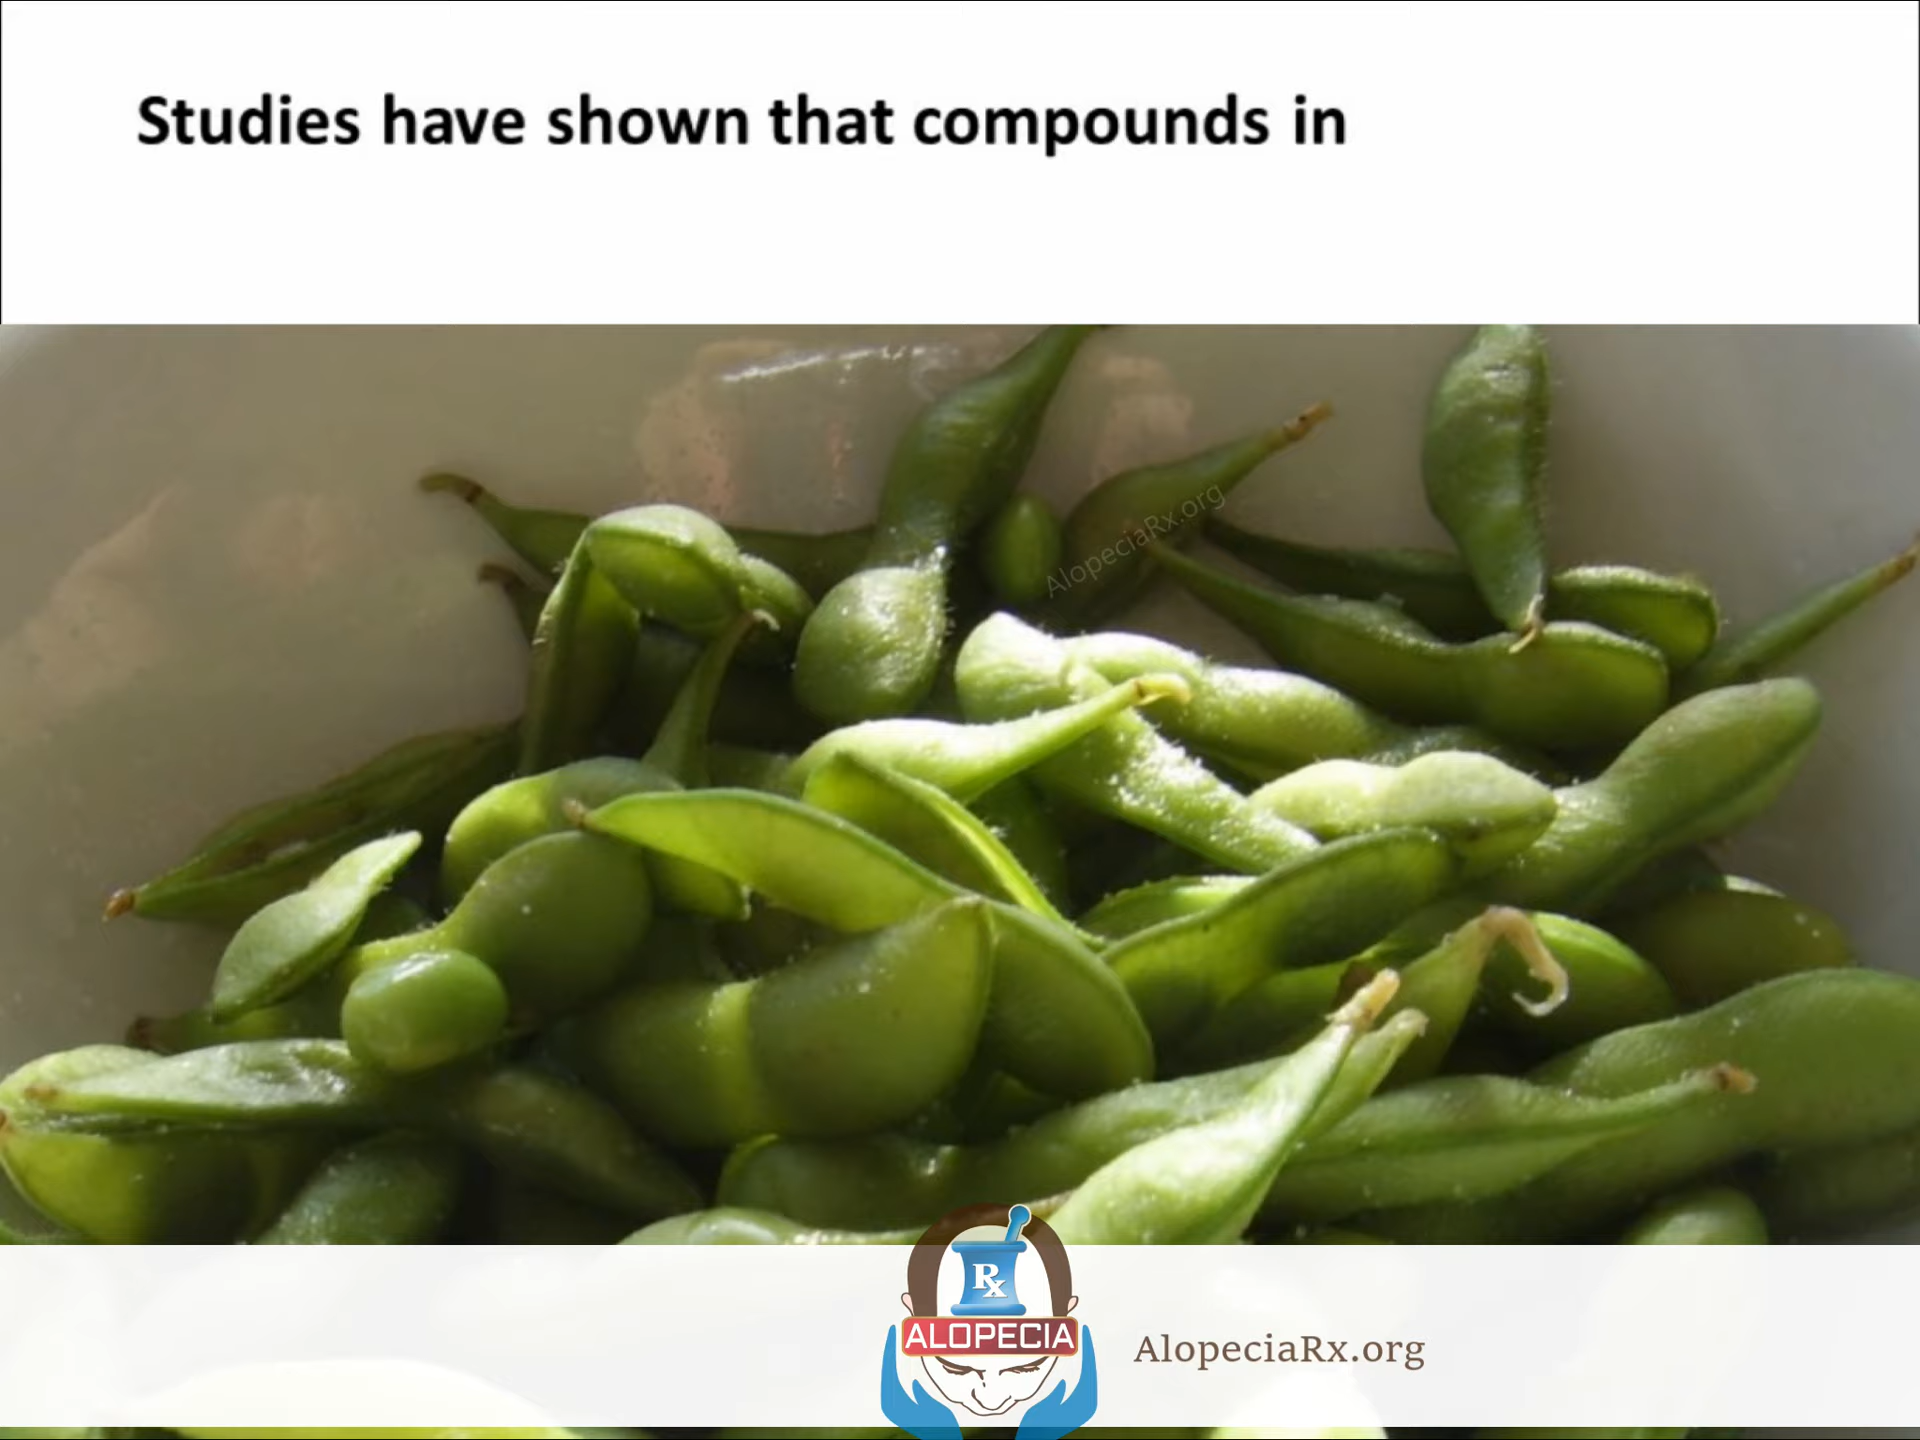 Studies have shown that compounds in
AlopeciaRx.org
Rx
ALOPECIA
AlopeciaRx.org